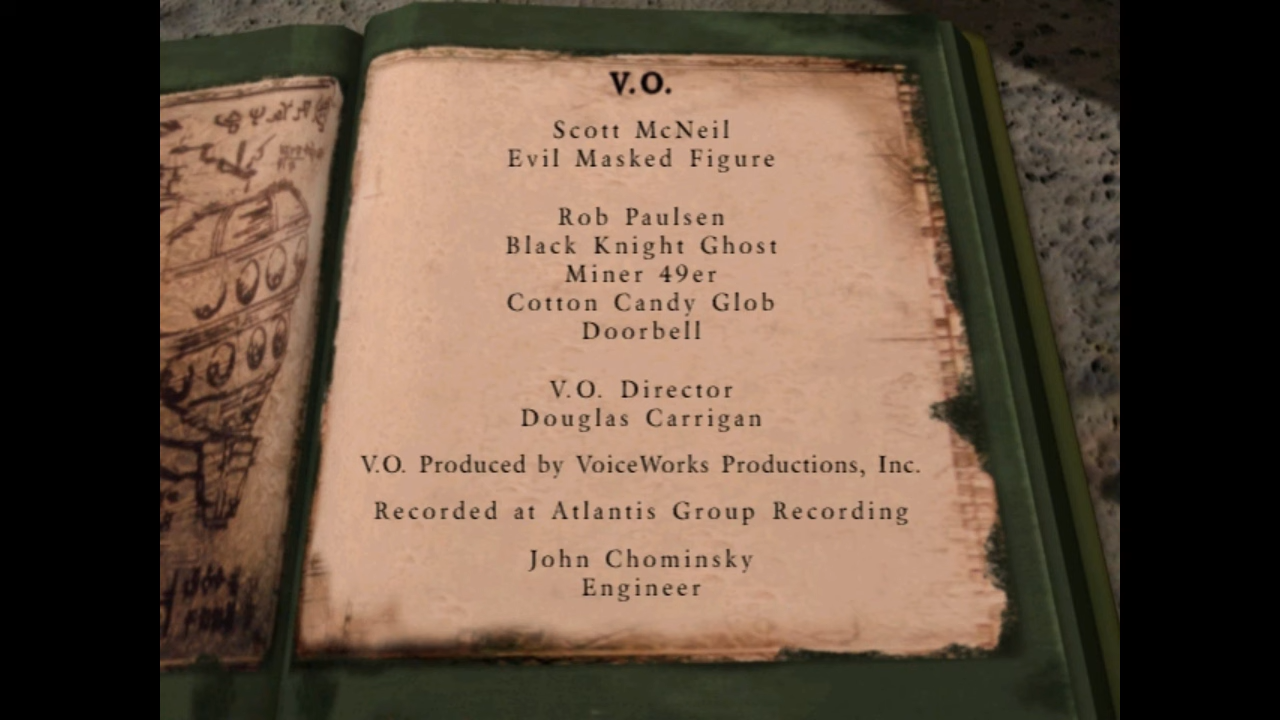 V.O.
Scott McNeil
Evil Masked Figure
Rob Paulsen
Black Knight Ghost
Miner 49er
Cotton Candy Glob
Doorbell
V.O. Director
Douglas Carrigan
V.O. Produced by VoiceWorks Productions, Inc.
Recorded at Atlantis Group Recording
John Chominsky
Engineer